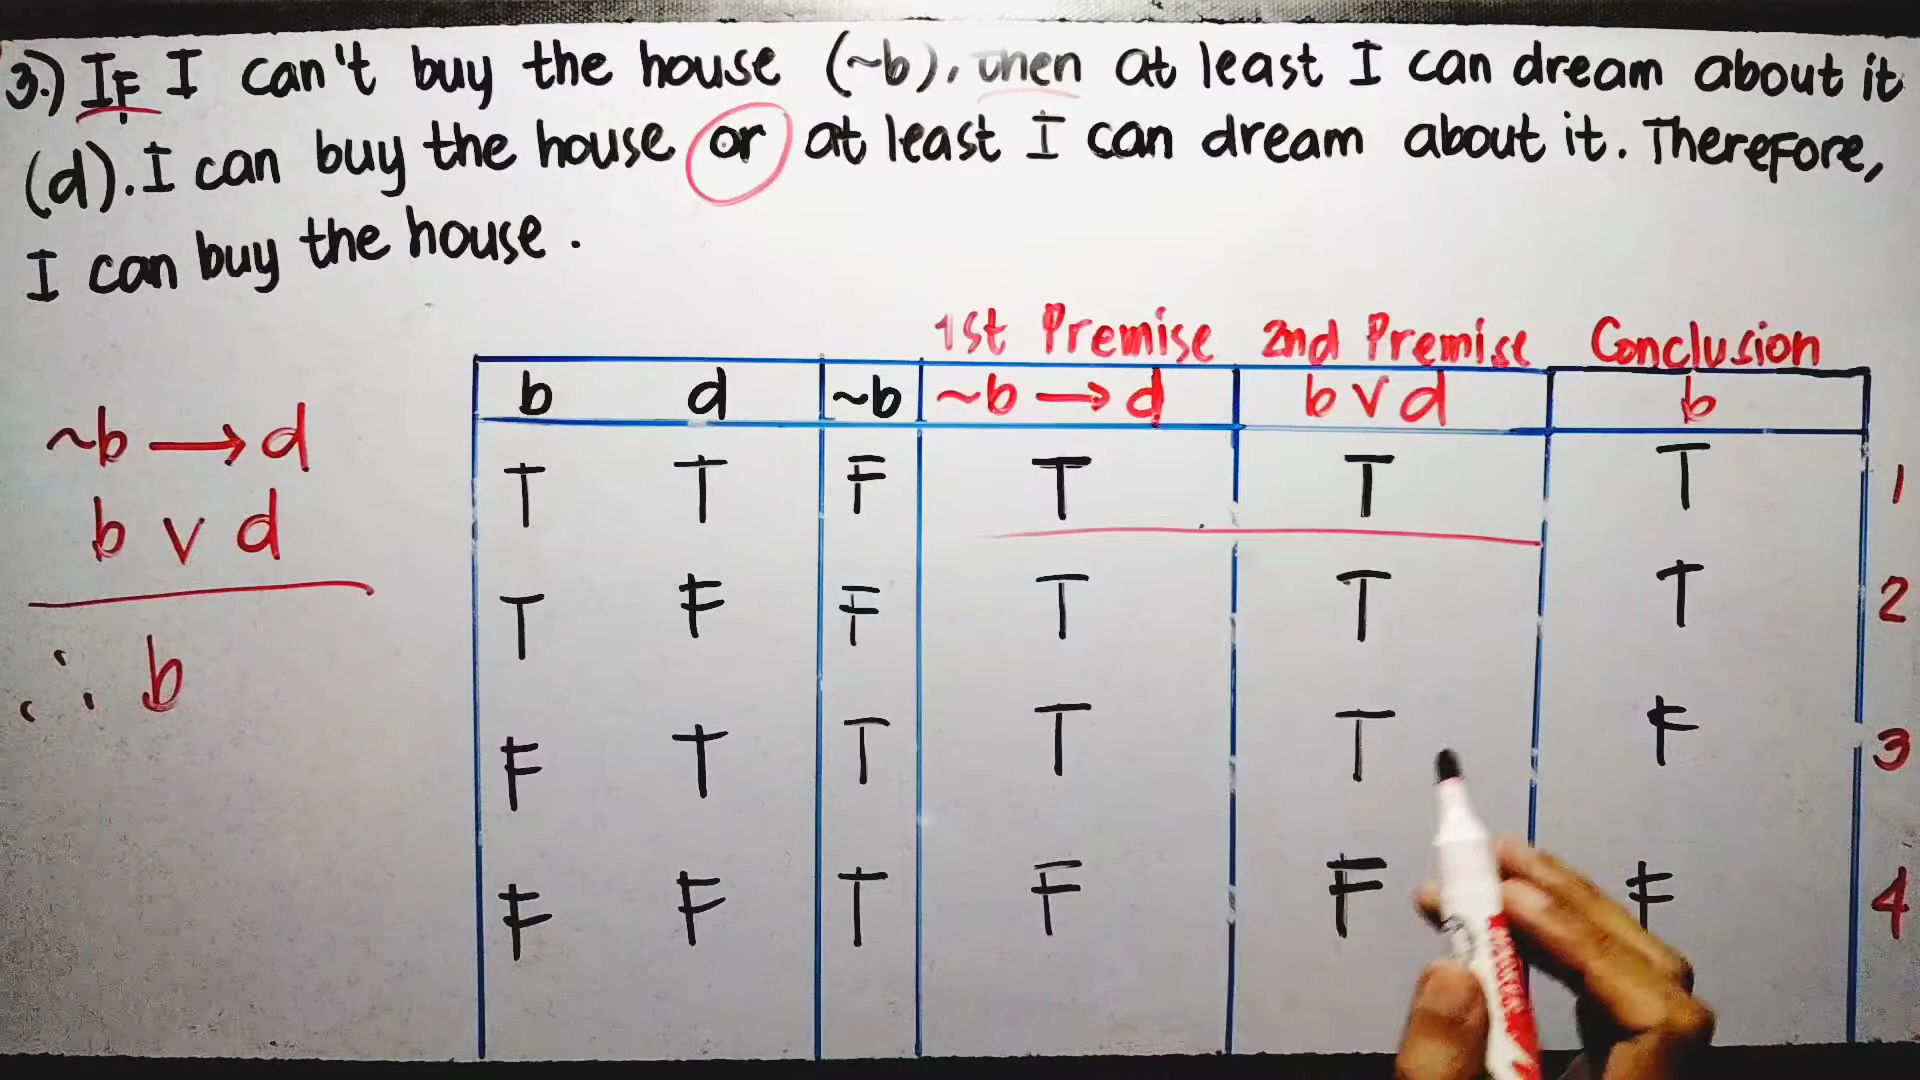 3.) IF I can't buy the house (~b), then at least I can dream about it
(d). I can buy the house or at least I can dream about it. Therefore,
I can buy the house.
1st Premise 2nd Premise Conclusion
b d ~b ~b → d b v d b
T T F T T T 1
T F F T T T 2
F T T T T F 3
F F T F F F 4
~b → d
b v d
∴ b